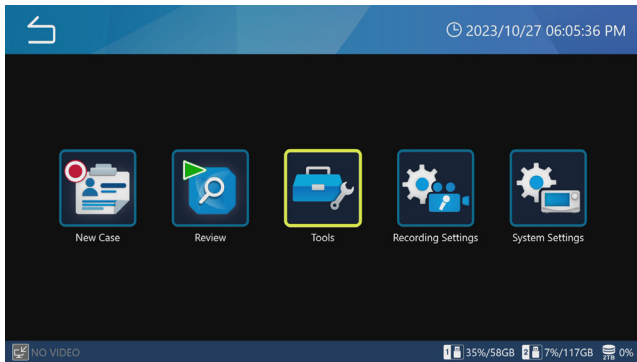 2023/10/27 06:05:36 PM
New Case
Review
Tools
Recording Settings
System Settings
NO VIDEO
1 35%/58GB 2 7%/117GB 2TB 0%